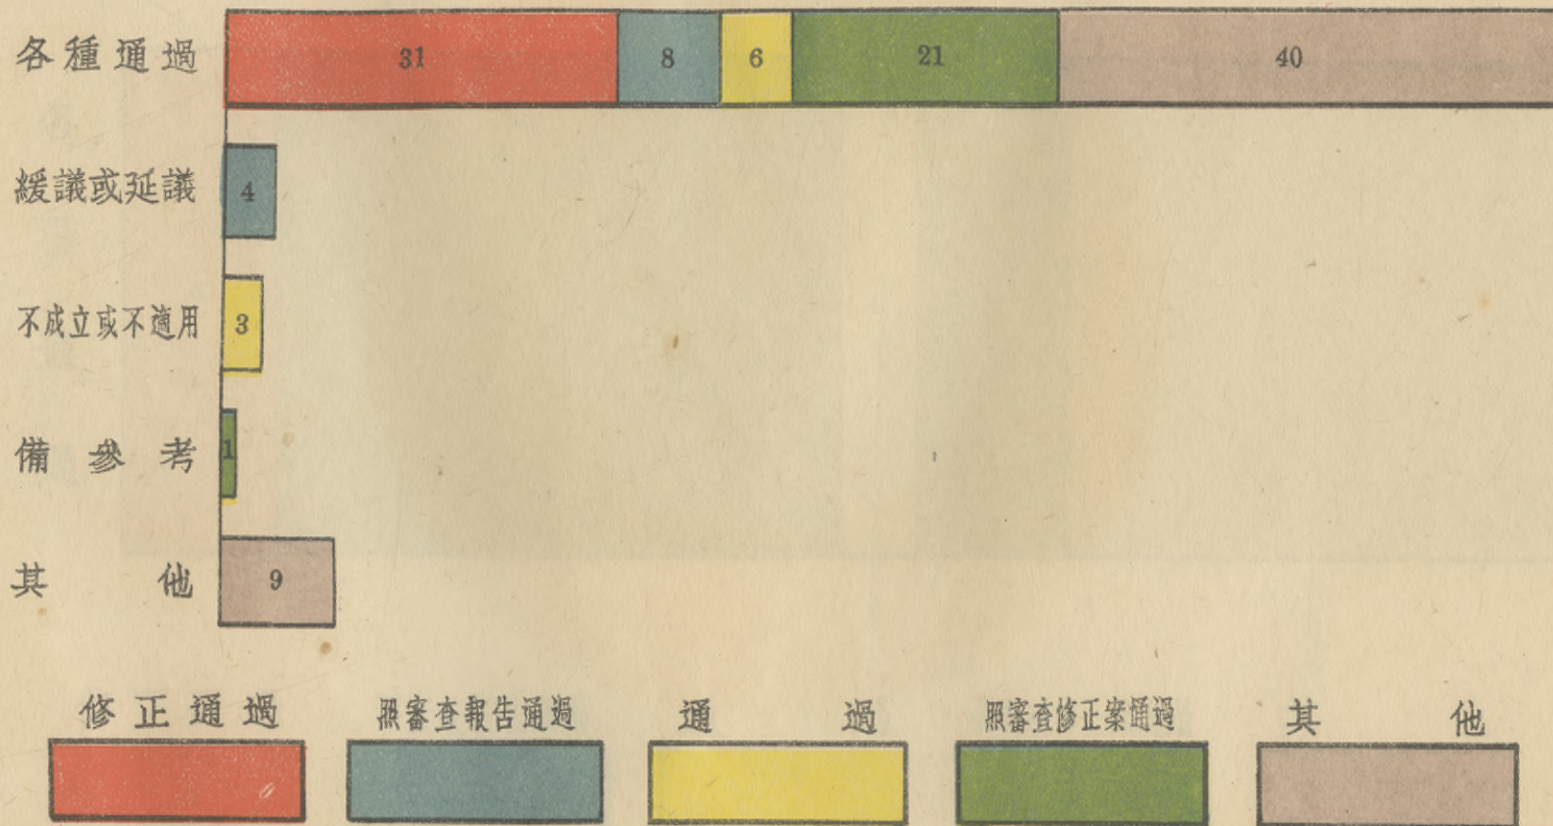 各種通過 31 8 6 21 40
緩議或延議 4
不成立或不適用 3
備參考 1
其他 9
修正通過 照審查報告通過 通過 照審查修正案通過 其他